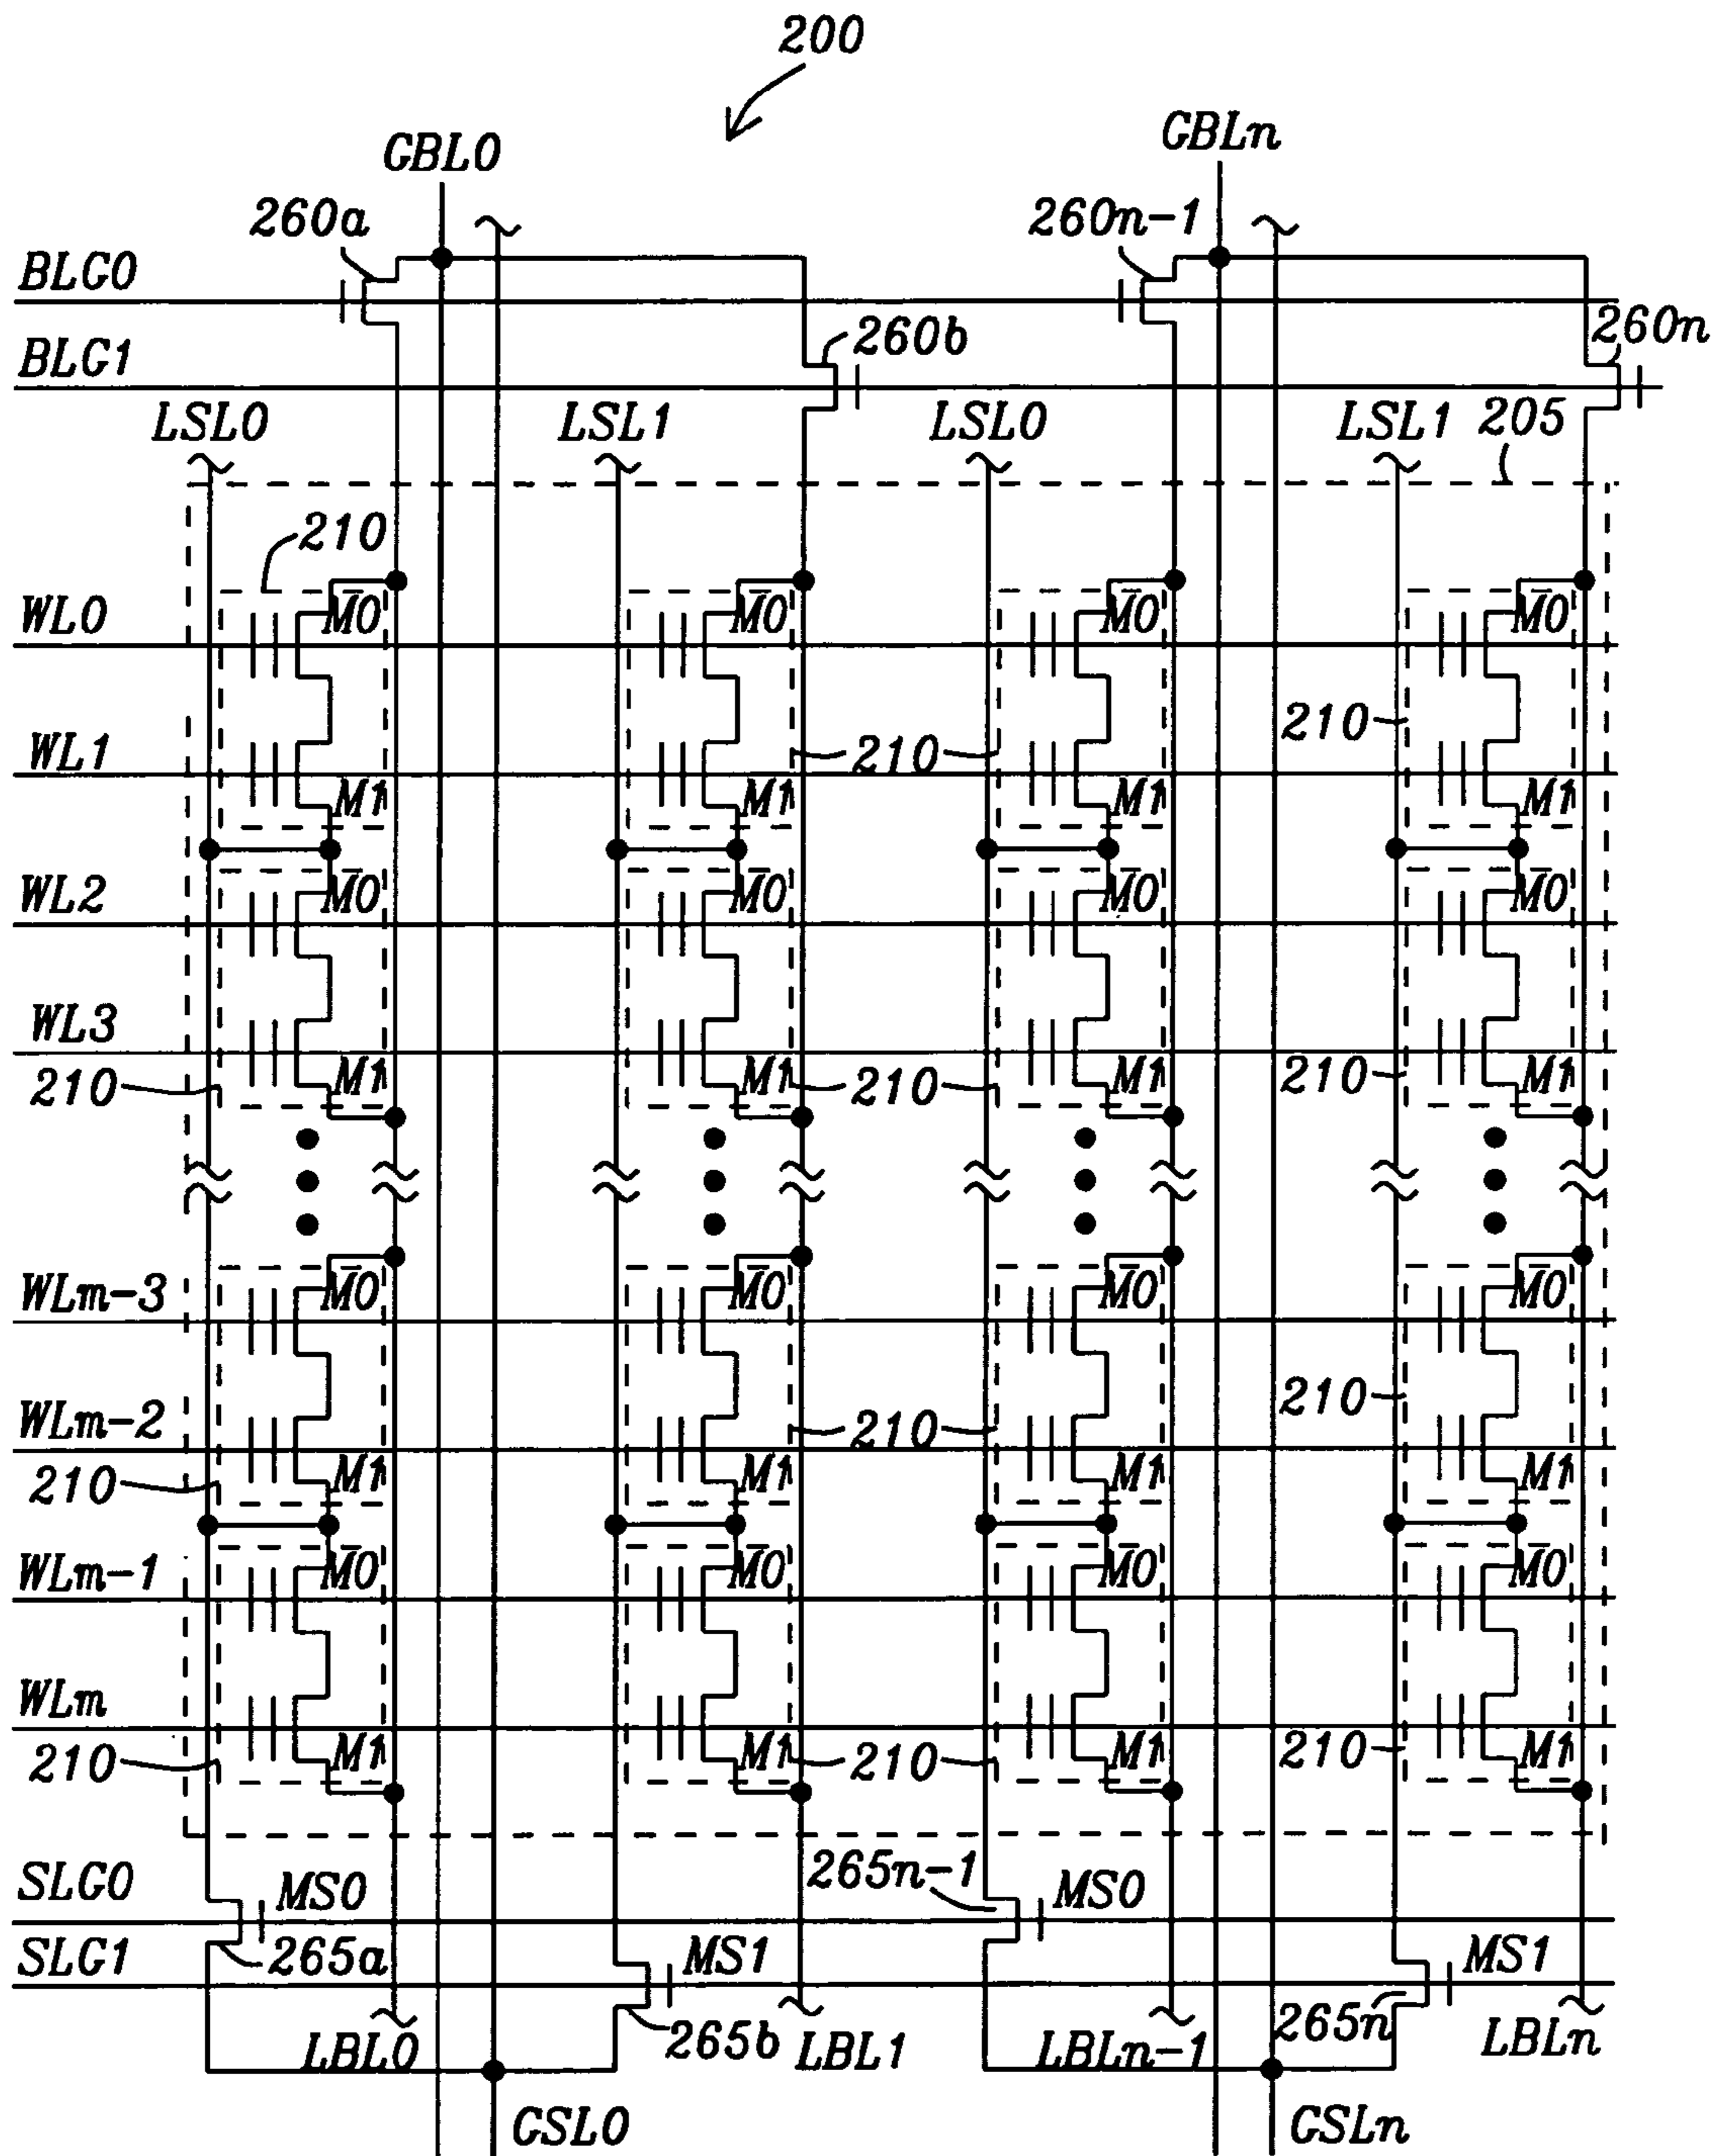 200
GBL0 GBLn
260a 260n-1
BLG0
260n
BLG1 260b
LSL0 LSL1 LSL0 LSL1 205
210
WL0 M0 M0 M0 M0
210
WL1 210
M1 M1 M1 M1
WL2 M0 M0 M0 M0
WL3
210 M1 M1 210 M1 210 M1
WLm-3 M0 M0 M0 M0
210
WLm-2 210
210 M1 M1 M1 M1
WLm-1 M0 M0 M0 M0
WLm
210 M1 M1 210 M1 210 M1
SLG0 MS0 265n-1 MS0
SLG1 265a MS1 MS1
LBL0 265b LBL1 LBLn-1 265n LBLn
GSL0 GSLn